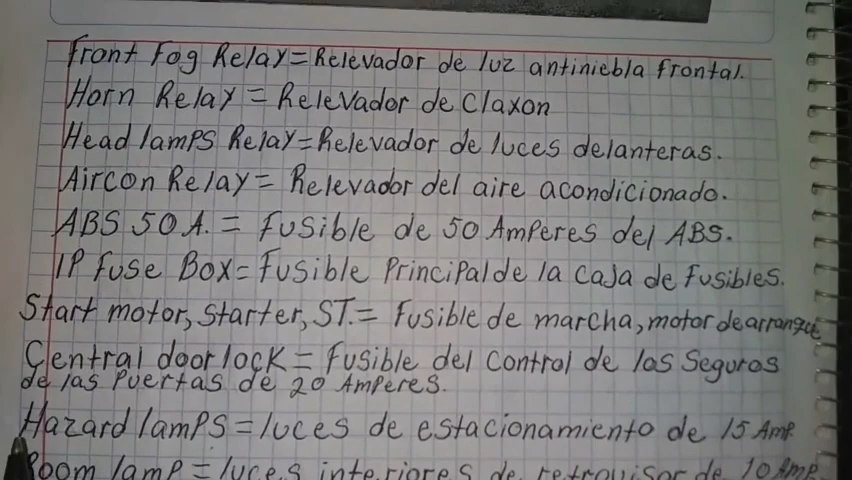 Front Fog Relay=Relevador de luz antiniebla frontal.
Horn Relay = Relevador de Claxon
Head lamps Relay=Relevador de luces delanteras.
Aircon Relay= Relevador del aire acondicionado.
ABS 50 A. = Fusible de 50 Amperes del ABS.
IP Fuse Box=Fusible Principal de la caja de Fusibles.
Start motor, Starter, ST.= Fusible de marcha, motor de arranque
Central door lock = Fusible del Control de los Seguros
de las Puertas de 20 Amperes.
Hazard lamps=luces de estacionamiento de 15 Amp.
Room lamp=luces interiores de retrovisor de 10 Amp.